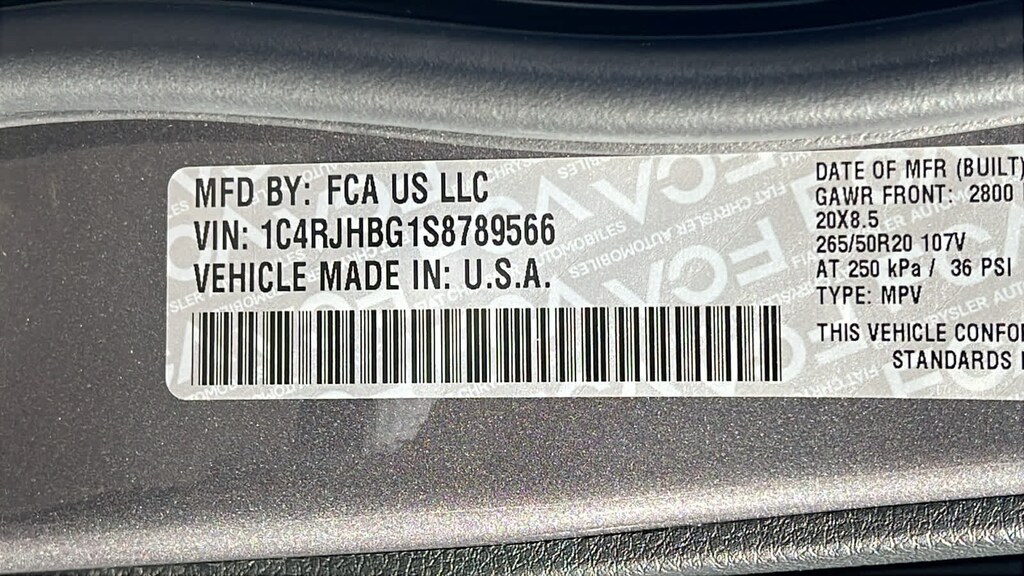 MFD BY: FCA US LLC
VIN: 1C4RJHBG1S8789566
VEHICLE MADE IN: U.S.A.
DATE OF MFR (BUILT)
GAWR FRONT: 2800
20X8.5
265/50R20 107V
AT 250 kPa / 36 PSI
TYPE: MPV
THIS VEHICLE
STANDARDS